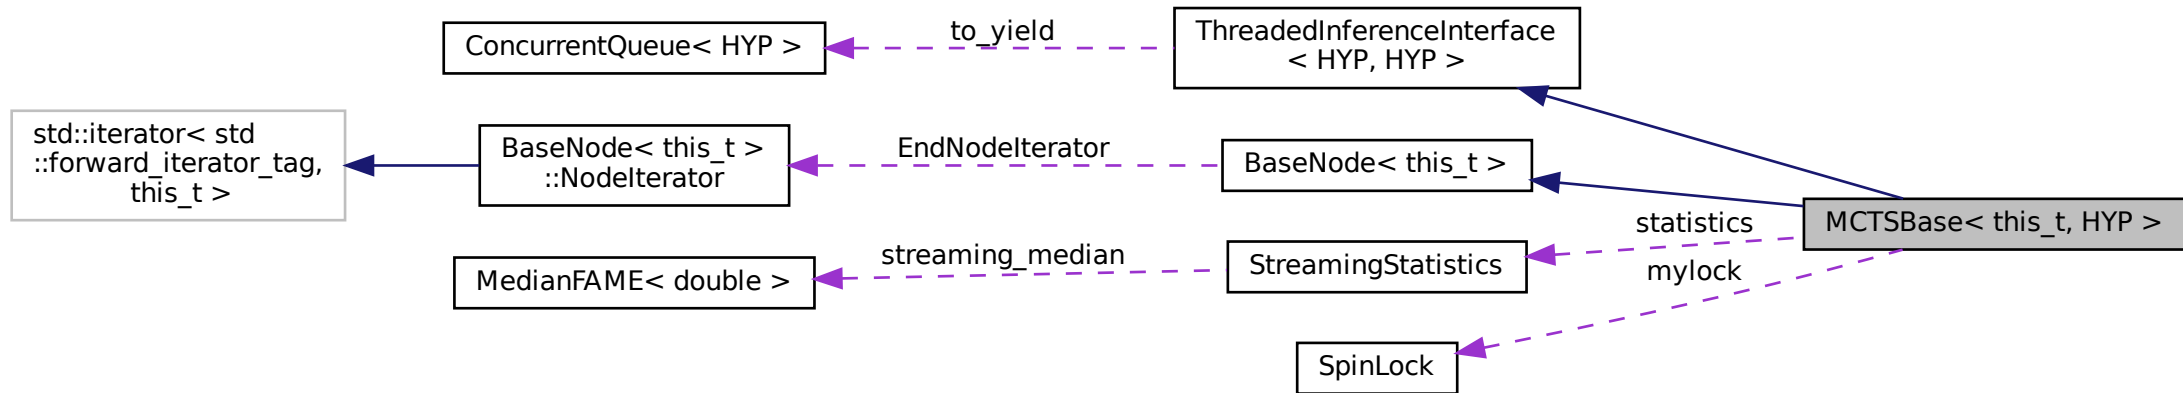 ConcurrentQueue< HYP >
to_yield
ThreadedInferenceInterface
< HYP, HYP >
std::iterator< std
::forward_iterator_tag,
this_t >
BaseNode< this_t >
::NodeIterator
EndNodeIterator
BaseNode< this_t >
MCTSBase< this_t, HYP >
statistics
MedianFAME< double >
streaming_median
StreamingStatistics
mylock
SpinLock